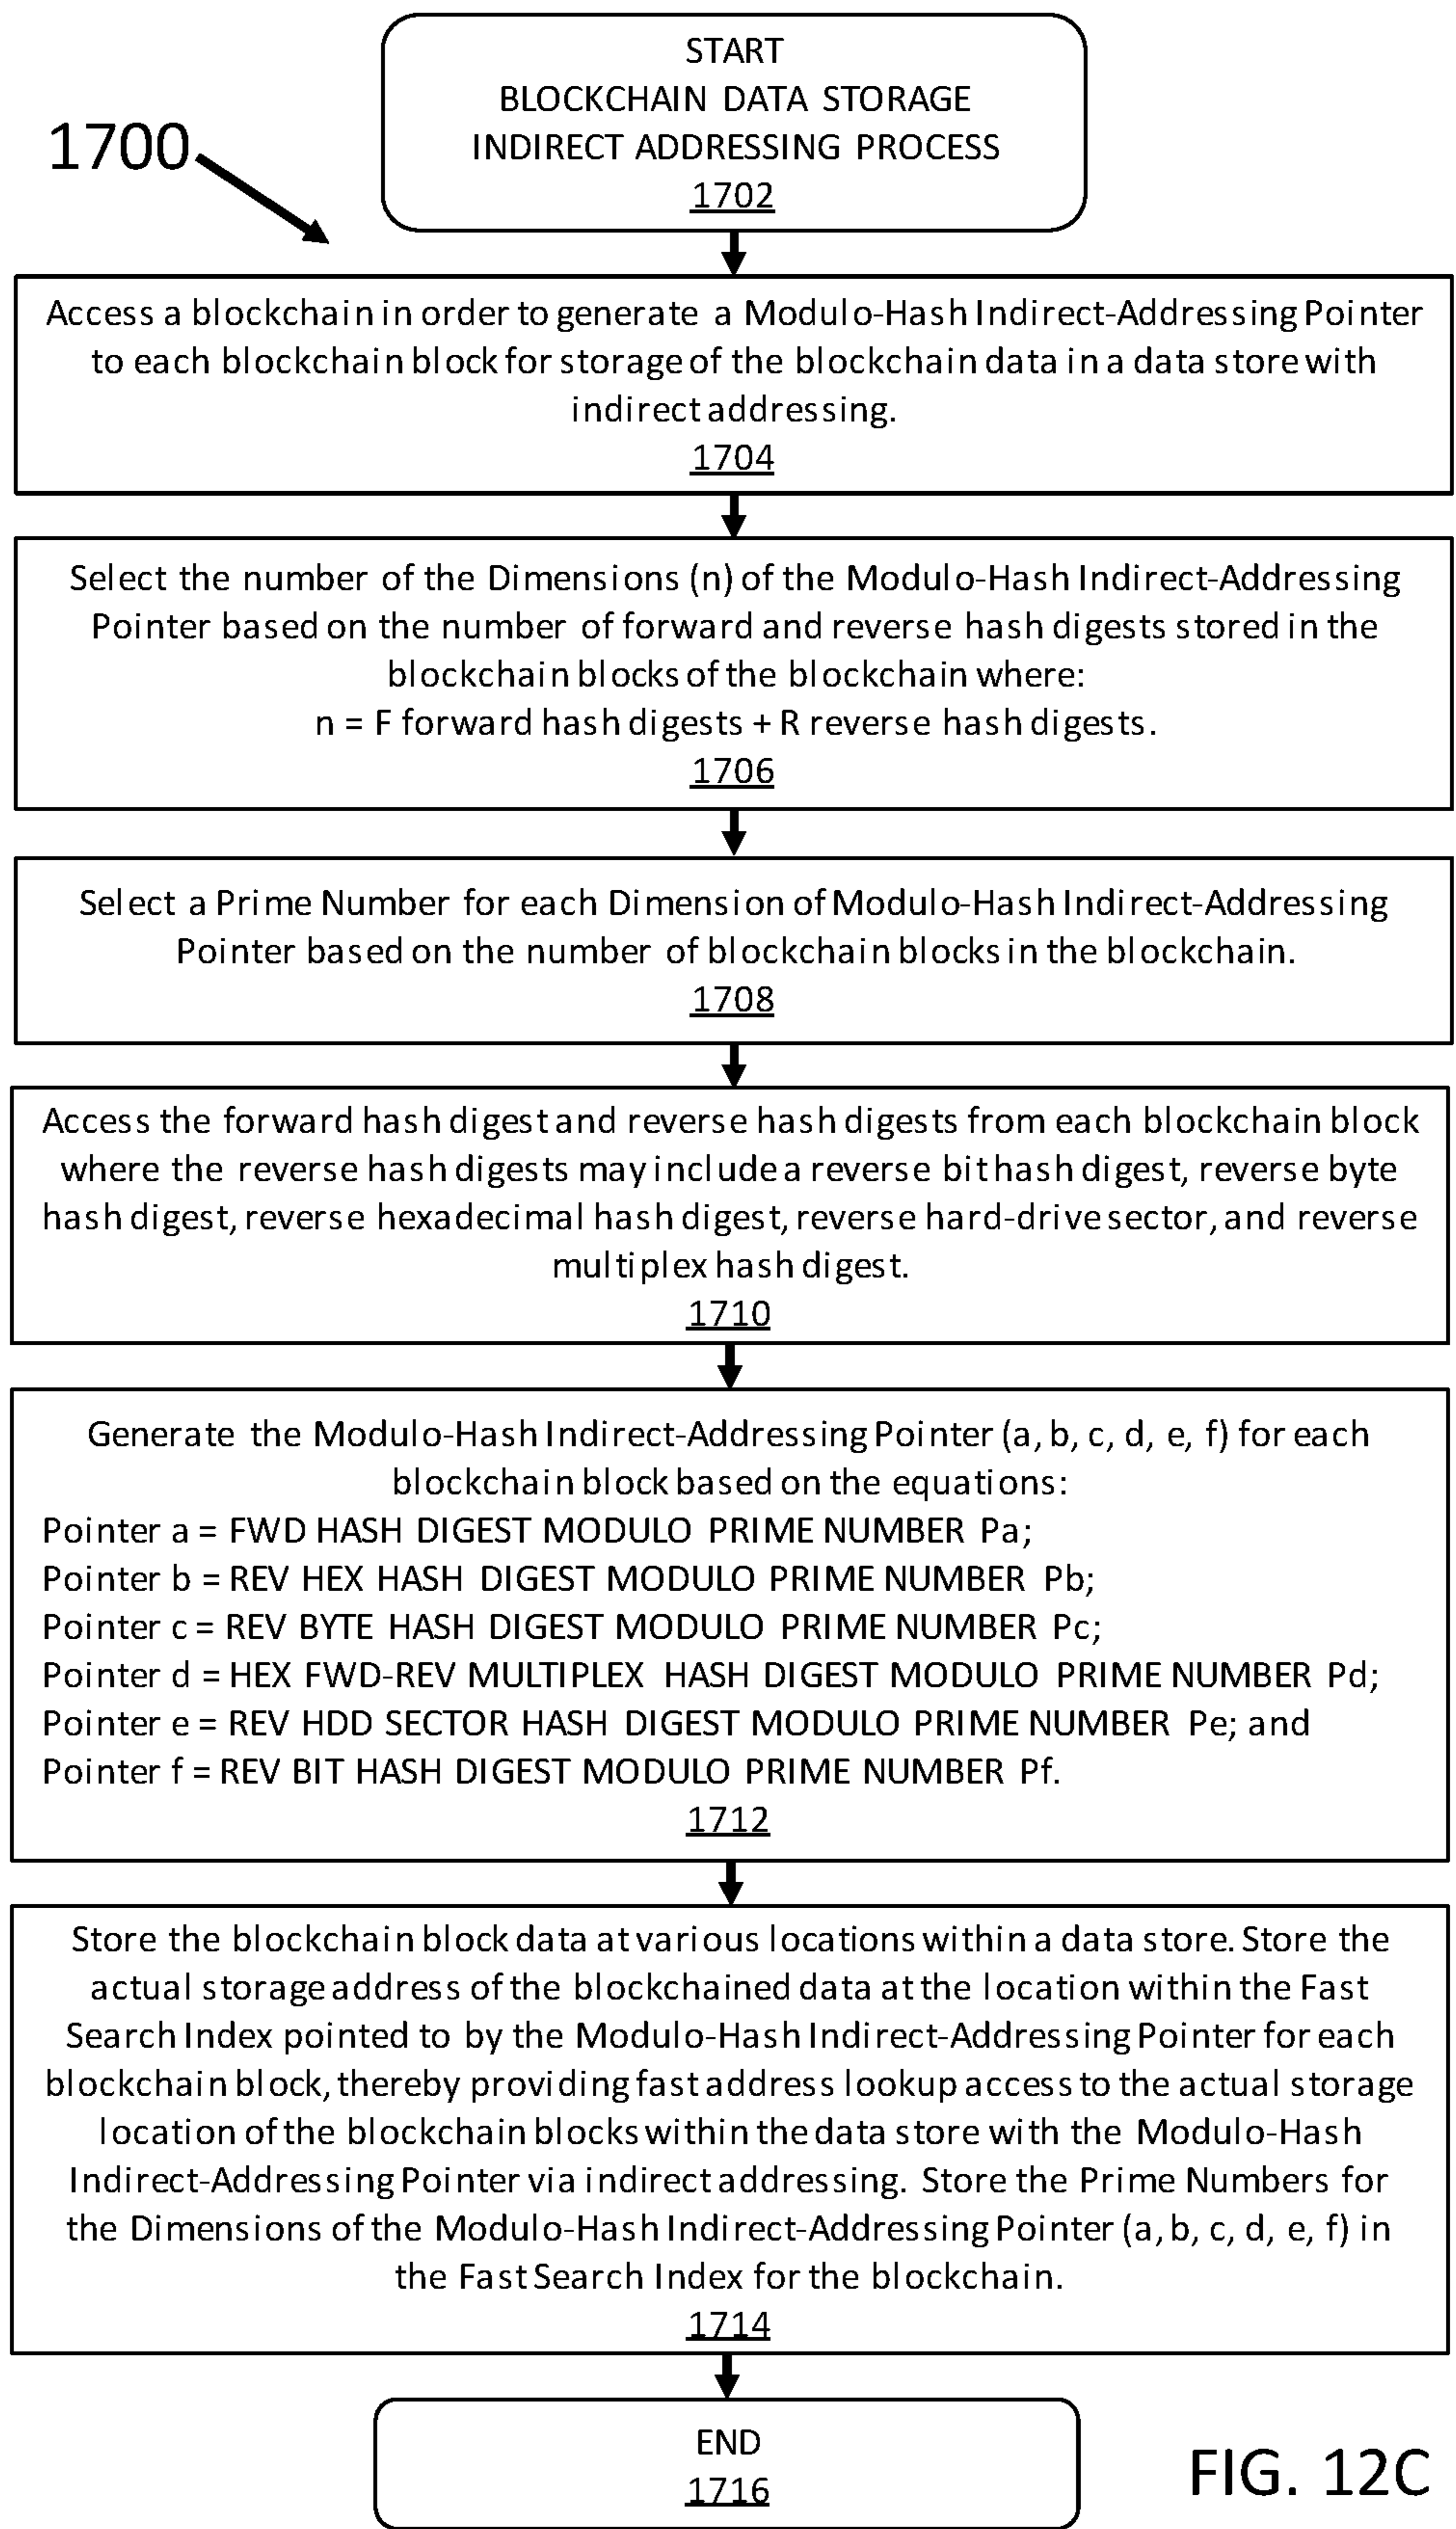 START
BLOCKCHAIN DATA STORAGE
INDIRECT ADDRESSING PROCESS
1702
1700
Access a blockchain in order to generate a Modulo-Hash Indirect-Addressing Pointer
to each blockchain block for storage of the blockchain data in a data store with
indirect addressing.
1704
Select the number of the Dimensions (n) of the Modulo-Hash Indirect-Addressing
Pointer based on the number of forward and reverse hash digests stored in the
blockchain blocks of the blockchain where:
n = F forward hash digests + R reverse hash digests.
1706
Select a Prime Number for each Dimension of Modulo-Hash Indirect-Addressing
Pointer based on the number of blockchain blocks in the blockchain.
1708
Access the forward hash digest and reverse hash digests from each blockchain block
where the reverse hash digests may include a reverse bit hash digest, reverse byte
hash digest, reverse hexadecimal hash digest, reverse hard-drive sector, and reverse
multiplex hash digest.
1710
Generate the Modulo-Hash Indirect-Addressing Pointer (a, b, c, d, e, f) for each
blockchain block based on the equations:
Pointer a = FWD HASH DIGEST MODULO PRIME NUMBER Pa;
Pointer b = REV HEX HASH DIGEST MODULO PRIME NUMBER Pb;
Pointer c = REV BYTE HASH DIGEST MODULO PRIME NUMBER Pc;
Pointer d = HEX FWD-REV MULTIPLEX HASH DIGEST MODULO PRIME NUMBER Pd;
Pointer e = REV HDD SECTOR HASH DIGEST MODULO PRIME NUMBER Pe; and
Pointer f = REV BIT HASH DIGEST MODULO PRIME NUMBER Pf.
1712
Store the blockchain block data at various locations within a data store. Store the
actual storage address of the blockchained data at the location within the Fast
Search Index pointed to by the Modulo-Hash Indirect-Addressing Pointer for each
blockchain block, thereby providing fast address lookup access to the actual storage
location of the blockchain blocks within the data store with the Modulo-Hash
Indirect-Addressing Pointer via indirect addressing. Store the Prime Numbers for
the Dimensions of the Modulo-Hash Indirect-Addressing Pointer (a, b, c, d, e, f) in
the Fast Search Index for the blockchain.
1714
END
1716
FIG. 12C